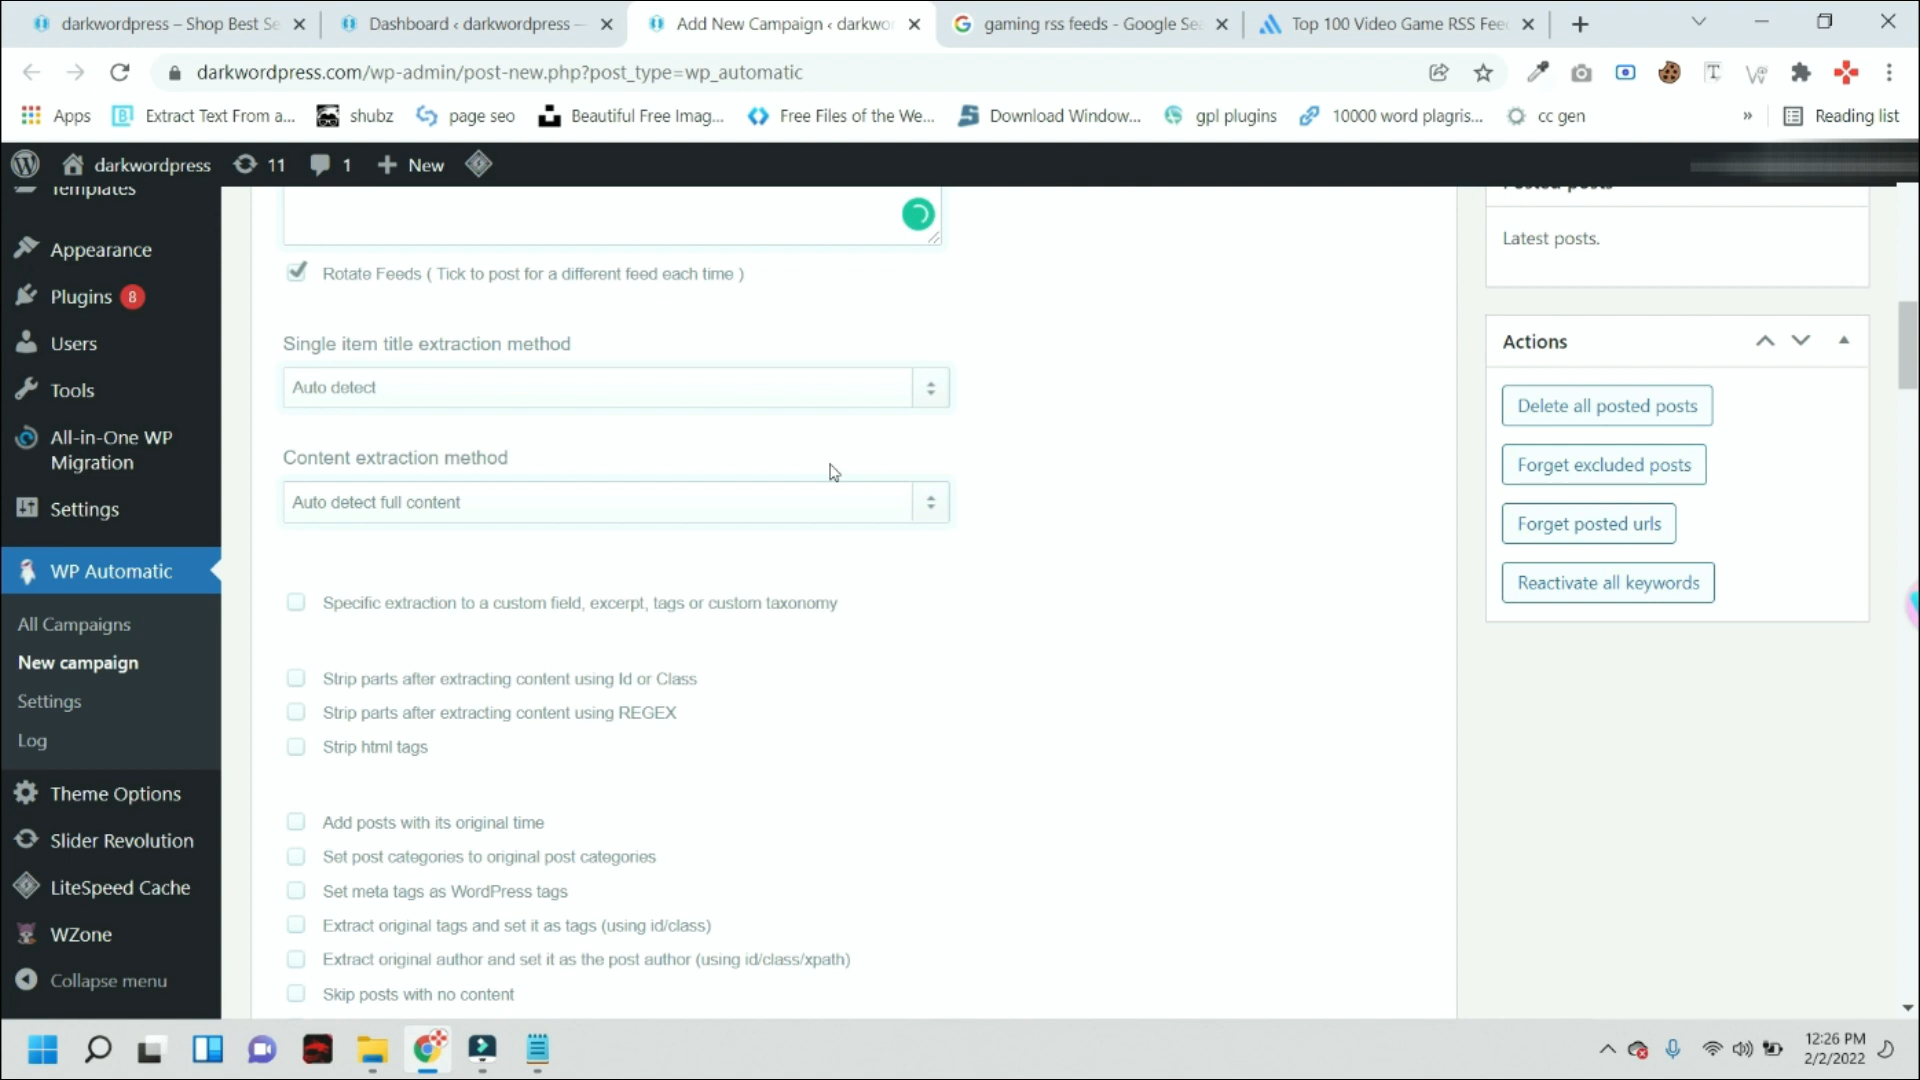 darkwordpress – Shop Best Se
Dashboard ‹ darkwordpress —
Add New Campaign ‹ darkwor
gaming rss feeds - Google Se
Top 100 Video Game RSS Fee
darkwordpress.com/wp-admin/post-new.php?post_type=wp_automatic
Apps
Extract Text From a...
shubz
page seo
Beautiful Free Imag...
Free Files of the We...
Download Window...
gpl plugins
10000 word plagris...
cc gen
»
Reading list
darkwordpress
11
1
New
Templates
Appearance
Plugins 8
Users
Tools
All-in-One WP
Migration
Settings
WP Automatic
All Campaigns
New campaign
Settings
Log
Theme Options
Slider Revolution
LiteSpeed Cache
WZone
Collapse menu
Rotate Feeds ( Tick to post for a different feed each time )
Single item title extraction method
Auto detect
Content extraction method
Auto detect full content
Specific extraction to a custom field, excerpt, tags or custom taxonomy
Strip parts after extracting content using Id or Class
Strip parts after extracting content using REGEX
Strip html tags
Add posts with its original time
Set post categories to original post categories
Set meta tags as WordPress tags
Extract original tags and set it as tags (using id/class)
Extract original author and set it as the post author (using id/class/xpath)
Skip posts with no content
Posted posts
Latest posts.
Actions
Delete all posted posts
Forget excluded posts
Forget posted urls
Reactivate all keywords
12:26 PM
2/2/2022